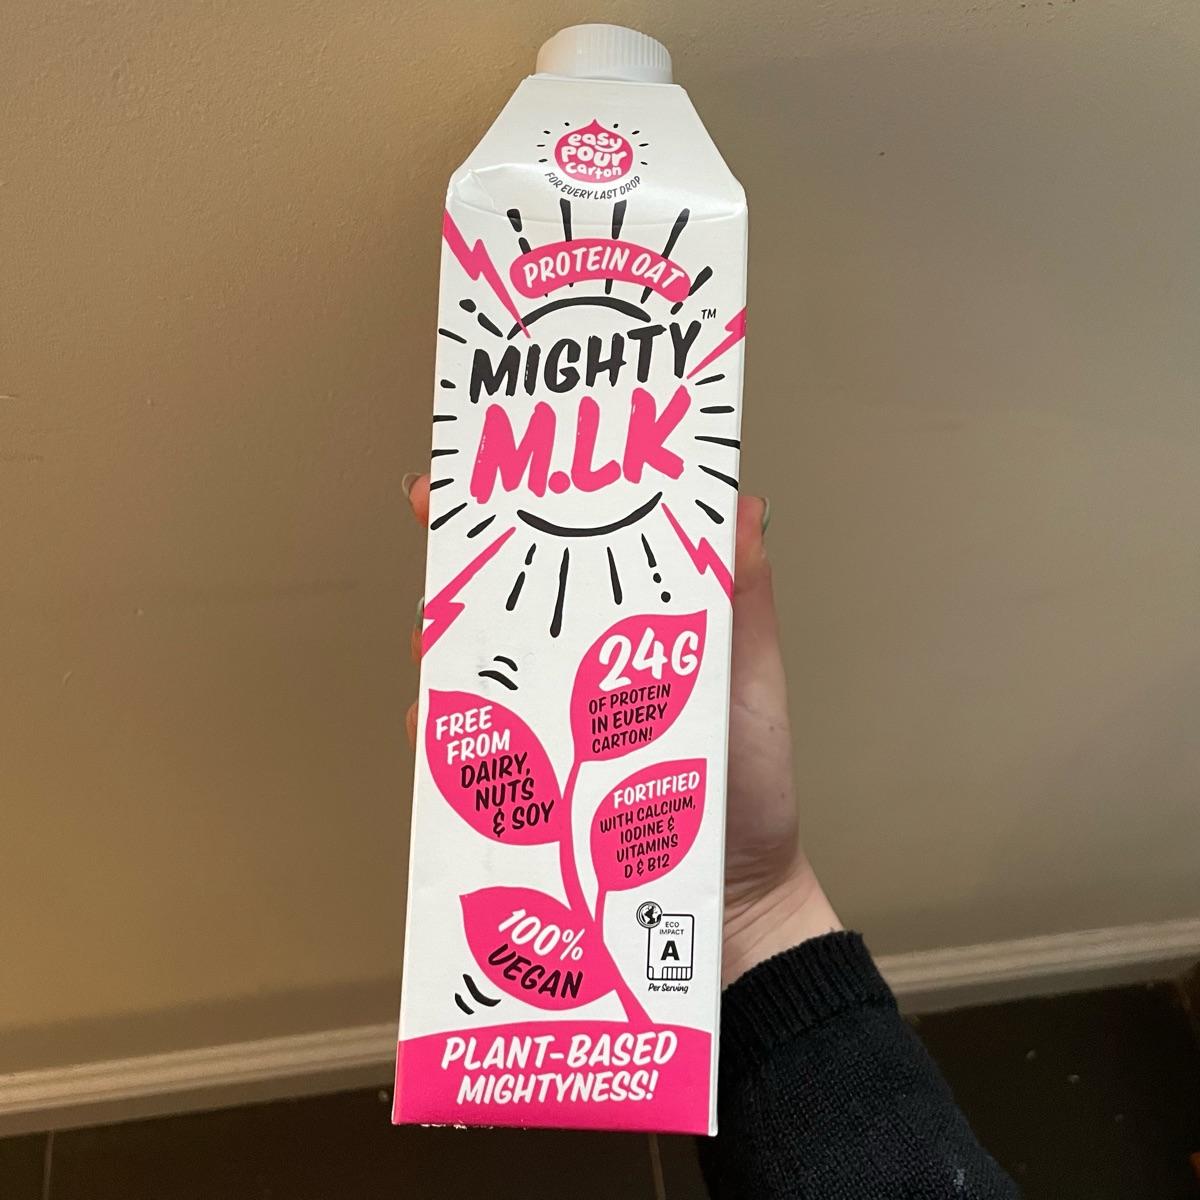 easy
pour
carton
FOR EVERY LAST DROP
PROTEIN OAT
MIGHTY™
M.LK
24G
OF PROTEIN
IN EVERY
CARTON!
FREE
FROM
DAIRY,
NUTS
& SOY
FORTIFIED
WITH CALCIUM,
IODINE &
VITAMINS
D & B12
100%
VEGAN
ECO
IMPACT
A
Per Serving
PLANT-BASED
MIGHTYNESS!